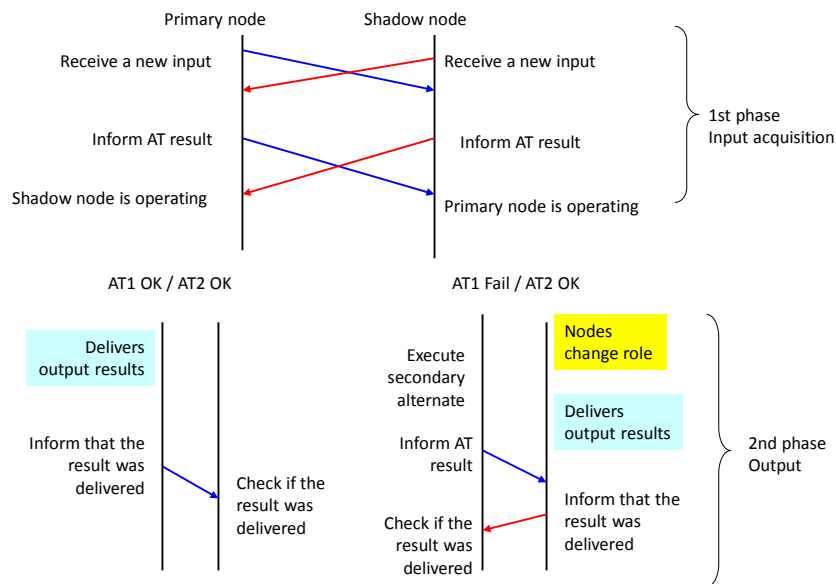 Primary node
Shadow node
Receive a new input
Receive a new input
1st phase
Input acquisition
Inform AT result
Inform AT result
Shadow node is operating
Primary node is operating
AT1 OK / AT2 OK
AT1 Fail / AT2 OK
Delivers
output results
Inform that the
result was
delivered
Check if the
result was
delivered
Execute
secondary
alternate
Nodes
change role
Delivers
output results
Inform AT
result
Inform that the
result was
delivered
Check if the
result was
delivered
2nd phase
Output